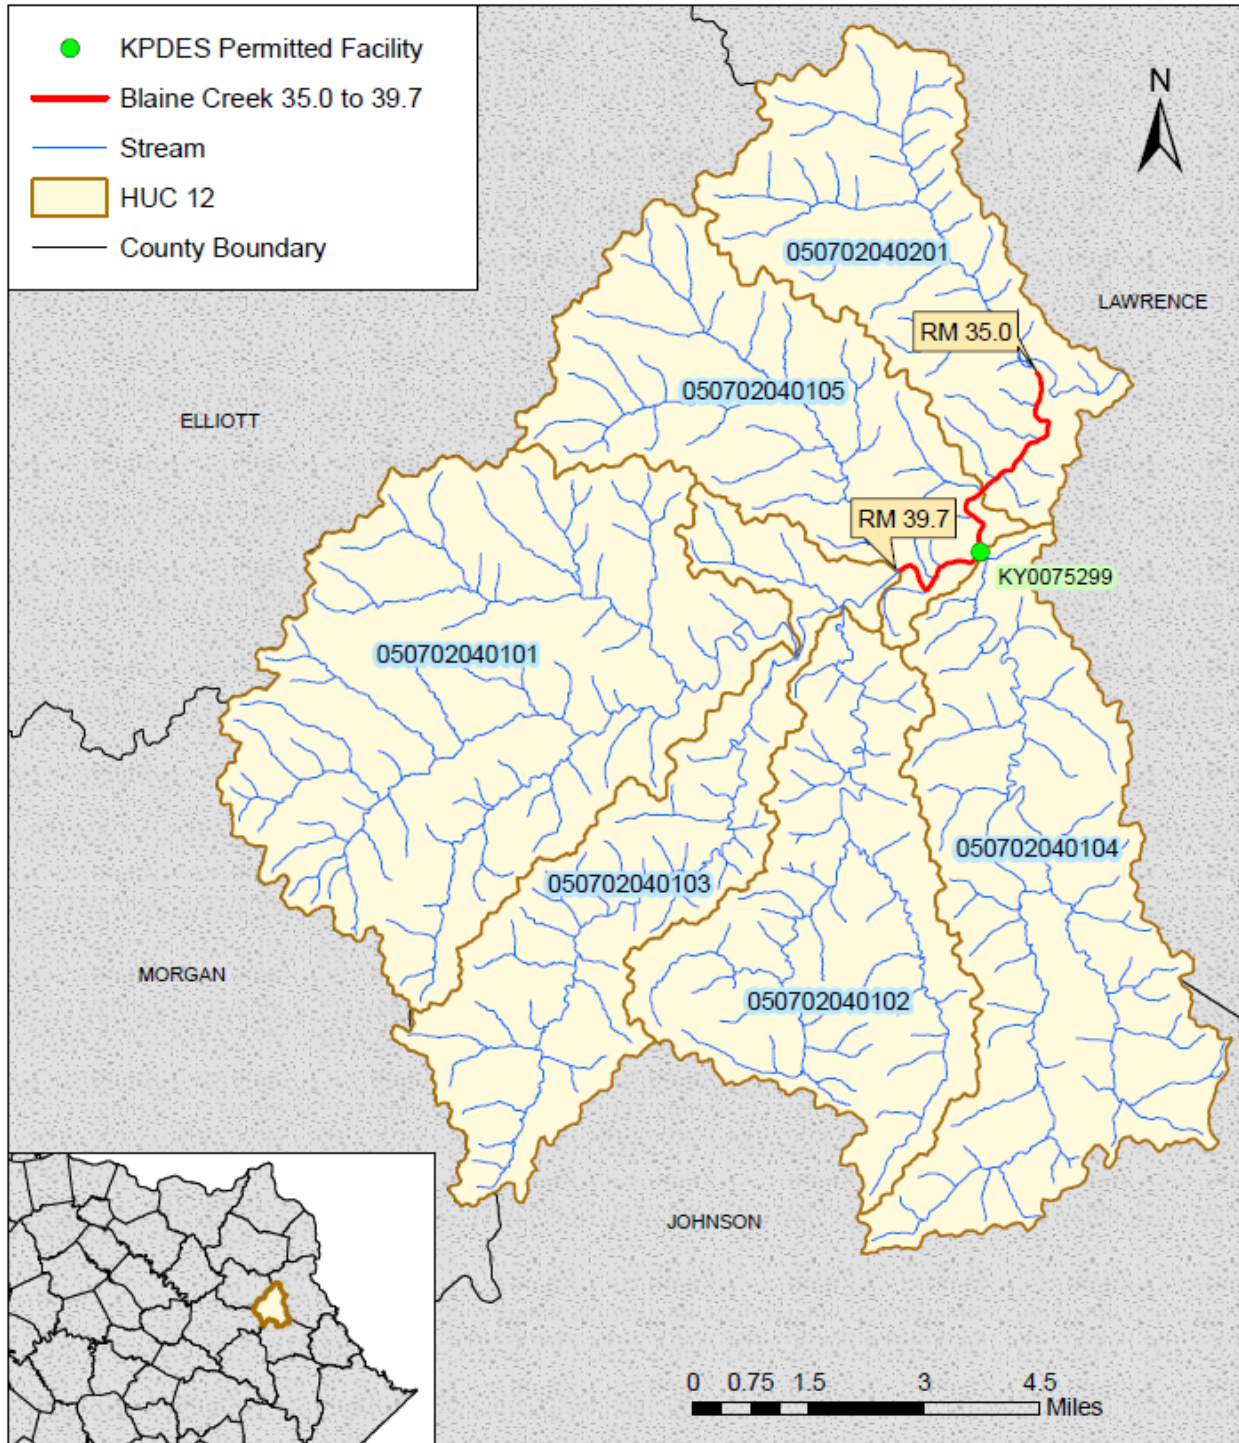 KPDES Permitted Facility
Blaine Creek 35.0 to 39.7
Stream
HUC 12
County Boundary
N
050702040201
LAWRENCE
RM 35.0
050702040105
ELLIOTT
RM 39.7
KY0075299
050702040101
050702040104
050702040103
MORGAN
050702040102
JOHNSON
0 0.75 1.5 3 4.5
Miles